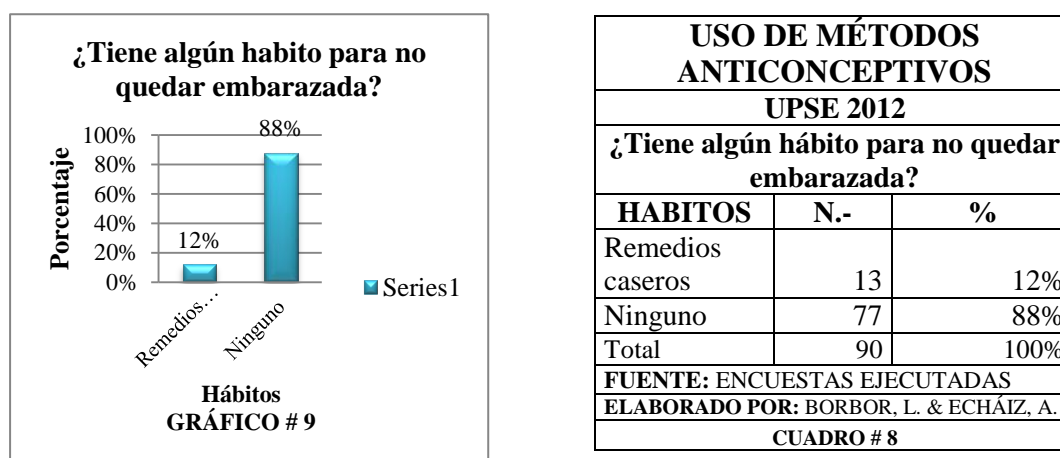 ¿Tiene algún habito para no
quedar embarazada?
Porcentaje
100%
80%
60%
40%
20%
0%
12%
88%
Remedios…
Ninguno
Series1
Hábitos
GRÁFICO # 9
USO DE MÉTODOS
ANTICONCEPTIVOS
UPSE 2012
¿Tiene algún hábito para no quedar
embarazada?
HABITOS N.- %
Remedios
caseros 13 12%
Ninguno 77 88%
Total 90 100%
FUENTE: ENCUESTAS EJECUTADAS
ELABORADO POR: BORBOR, L. & ECHÁIZ, A.
CUADRO # 8